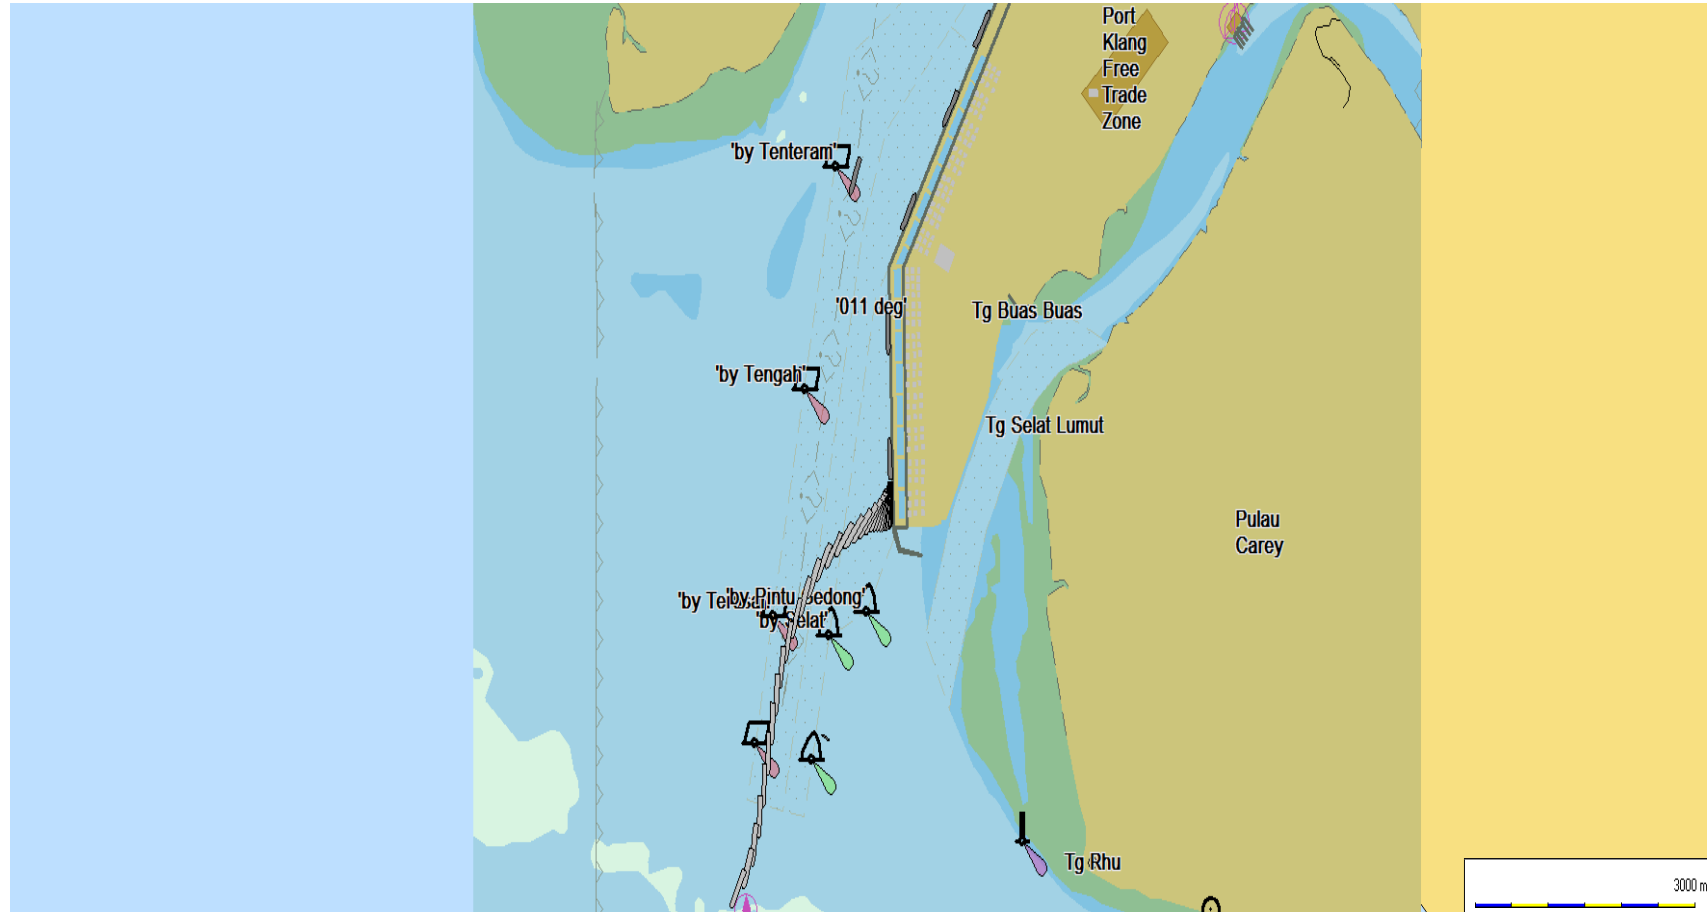 Port
Klang
Free
Trade
Zone
'by Tenteram'
'011 deg'
Tg Buas Buas
'by Tengah'
Tg Selat Lumut
Pulau
Carey
'by Pintu Gedong'
'by
'by Selat'
Tg Rhu
3000 m